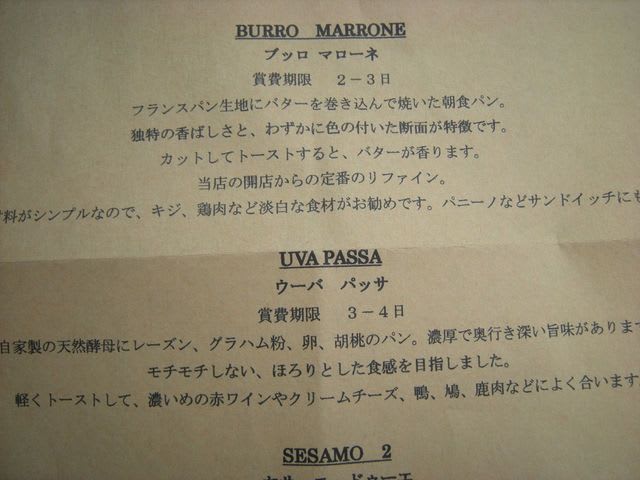 BURRO MARRONE
ブッロ マローネ
賞費期限 2－3日
フランスパン生地にバターを巻き込んで焼いた朝食パン。
独特の香ばしさと、わずかに色の付いた断面が特徴です。
カットしてトーストすると、バターが香ります。
当店の開店からの定番のリファイン。
料がシンプルなので、キジ、鶏肉など淡白な食材がお勧めです。パニーノなどサンドイッチにも
UVA PASSA
ウーバ パッサ
賞費期限 3－4日
自家製の天然酵母にレーズン、グラハム粉、卵、胡桃のパン。濃厚で奥行き深い旨味があります
モチモチしない、ほろりとした食感を目指しました。
軽くトーストして、濃いめの赤ワインやクリームチーズ、鴨、鳩、鹿肉などによく合います
SESAMO 2